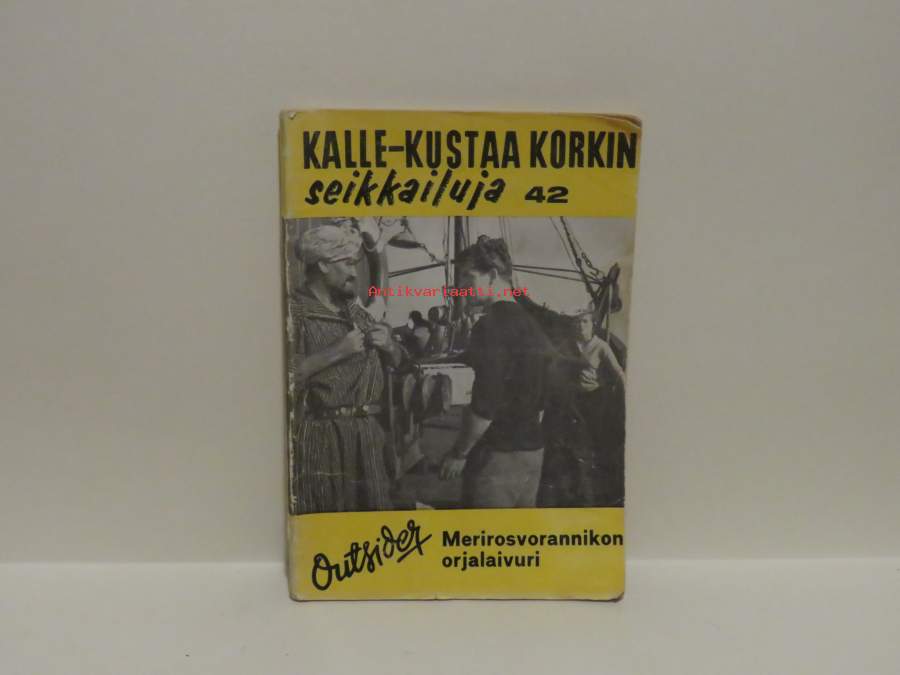 KALLE-KUSTAA KORKIN
seikkailuja 42
Antikvariaatti.net
Outsider
Merirosvorannikon
orjalaivuri